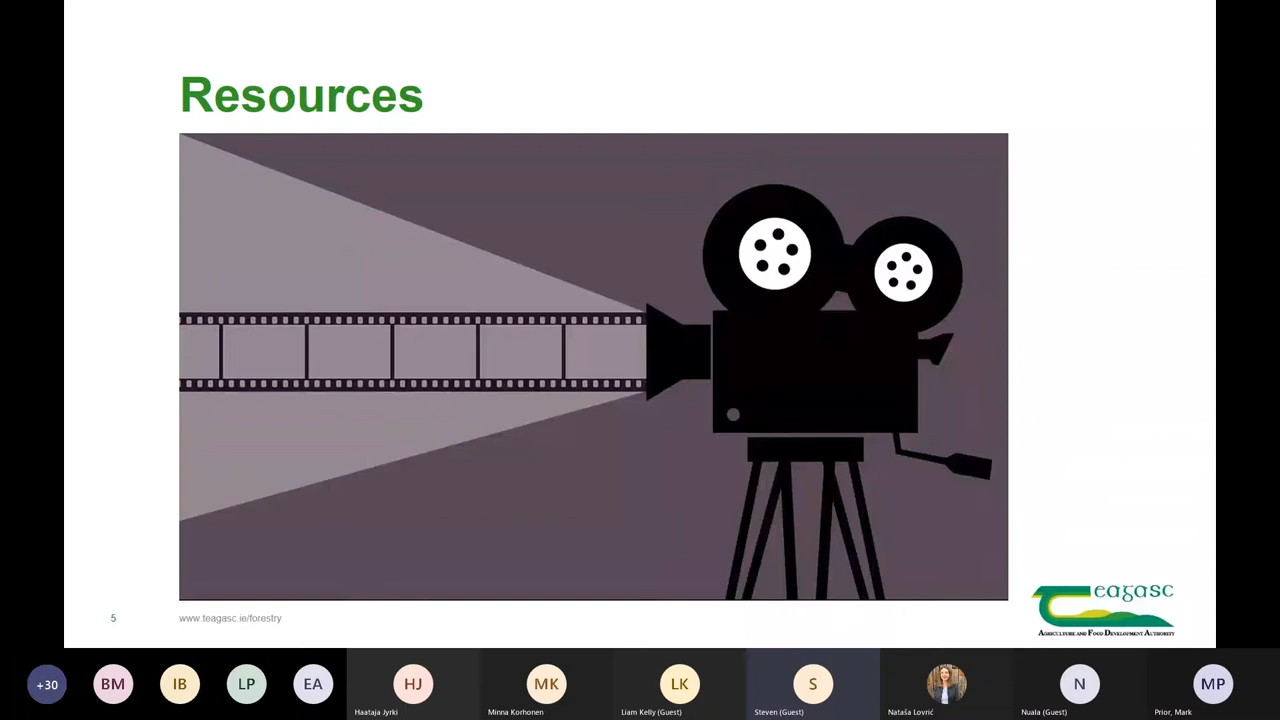 Resources
5
www.teagasc.ie/forestry
Teagasc
AGRICULTURE AND FOOD DEVELOPMENT AUTHORITY
+30
BM
IB
LP
EA
HJ
MK
LK
S
N
MP
Haataja Jyrki
Minna Korhonen
Liam Kelly (Guest)
Steven (Guest)
Nataša Lovrić
Nuala (Guest)
Prior, Mark